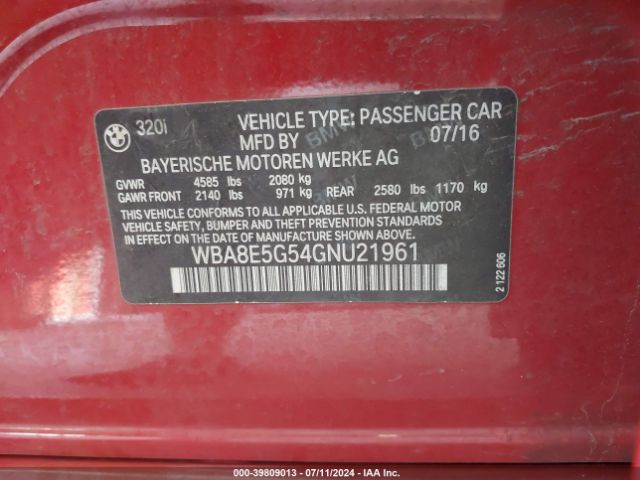 320i VEHICLE TYPE: PASSENGER CAR
MFD BY 07/16
BAYERISCHE MOTOREN WERKE AG
GVWR 4585 lbs 2080 kg
GAWR FRONT 2140 lbs 971 kg REAR 2580 lbs 1170 kg
THIS VEHICLE CONFORMS TO ALL APPLICABLE U.S. FEDERAL MOTOR
VEHICLE SAFETY, BUMPER AND THEFT PREVENTION STANDARDS
IN EFFECT ON THE DATE OF MANUFACTURE SHOWN ABOVE.
WBA8E5G54GNU21961
2 122 606
000-39809013 - 07/11/2024 - IAA Inc.